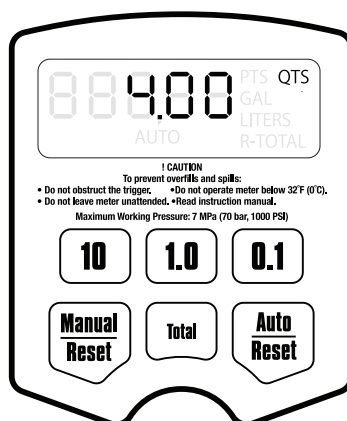 4.00 PTS QTS
GAL
LITERS
AUTO R-TOTAL
! CAUTION
To prevent overfills and spills:
• Do not obstruct the trigger. •Do not operate meter below 32˚F (0˚C).
• Do not leave meter unattended. •Read instruction manual.
Maximum Working Pressure: 7 MPa (70 bar, 1000 PSI)
10 1.0 0.1
Manual Total Auto
Reset Reset